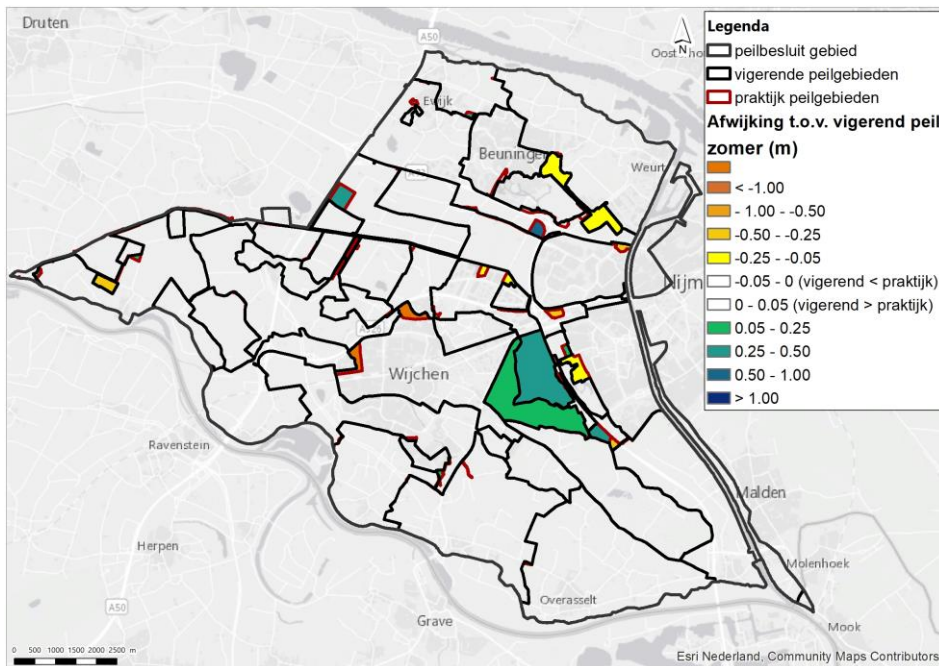 Druten
A50
N
Oost
Legenda
peilbesluit gebied
vigerende peilgebieden
praktijk peilgebieden
Afwijking t.o.v. vigerend peil
zomer (m)
< -1.00
- 1.00 - -0.50
-0.50 - -0.25
-0.25 - -0.05
-0.05 - 0 (vigerend < praktijk)
0 - 0.05 (vigerend > praktijk)
0.05 - 0.25
0.25 - 0.50
0.50 - 1.00
> 1.00
Ewijk
Beuningen
Weurt
Nijm
Wijchen
Ravenstein
Malden
Herpen
Molenhoek
A50
Overasselt
Grave
Mook
0 500 1000 1500 2000 2500 m
Esri Nederland, Community Maps Contributors